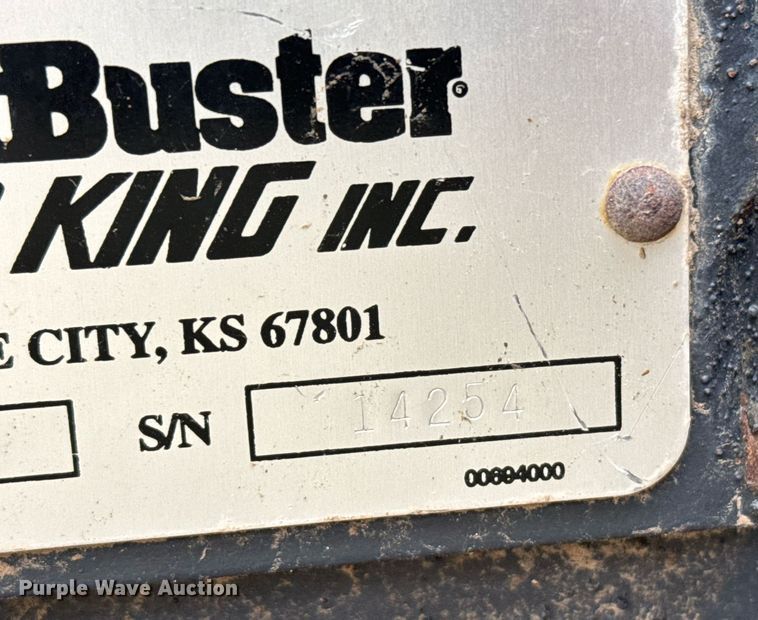 Buster
KING INC.
E CITY, KS 67801
S/N 14254
00694000
Purple Wave Auction